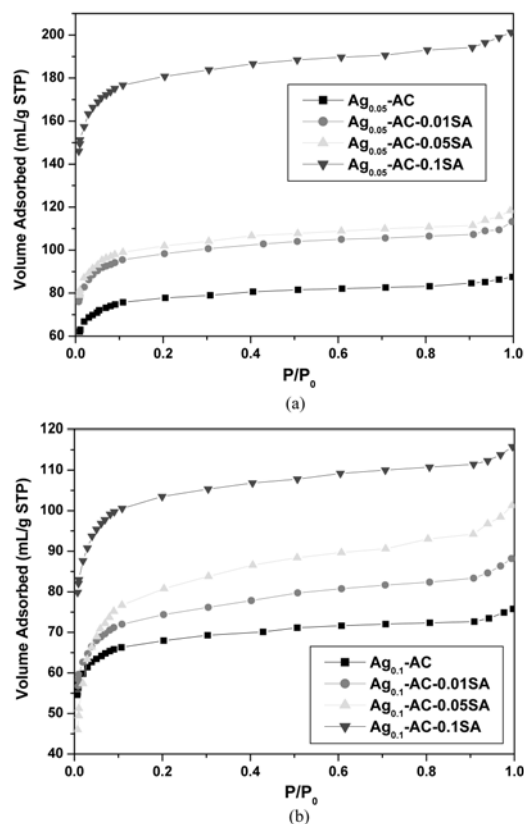 210
200
180
160
140
120
100
80
60
Volume Adsorbed (mL/g STP)
Ag0.05-AC
Ag0.05-AC-0.01SA
Ag0.05-AC-0.05SA
Ag0.05-AC-0.1SA
0.0 0.2 0.4 0.6 0.8 1.0
P/P0
(a)
120
110
100
90
80
70
60
50
40
Volume Adsorbed (mL/g STP)
Ag0.1-AC
Ag0.1-AC-0.01SA
Ag0.1-AC-0.05SA
Ag0.1-AC-0.1SA
0.0 0.2 0.4 0.6 0.8 1.0
P/P0
(b)